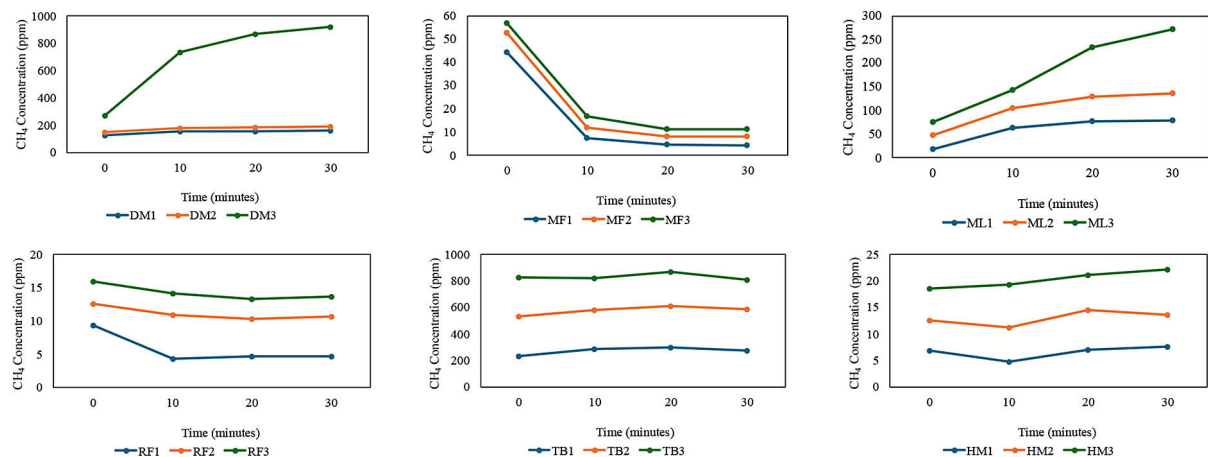 CH₄ Concentration (ppm)
1000
800
600
400
200
0
0 10 20 30
Time (minutes)
DM1 DM2 DM3
CH₄ Concentration (ppm)
60
50
40
30
20
10
0
0 10 20 30
Time (minutes)
MF1 MF2 MF3
CH₄ Concentration (ppm)
300
250
200
150
100
50
0
0 10 20 30
Time (minutes)
ML1 ML2 ML3
CH₄ Concentration (ppm)
20
15
10
5
0
0 10 20 30
Time (minutes)
RF1 RF2 RF3
CH₄ Concentration (ppm)
1000
800
600
400
200
0
0 10 20 30
Time (minutes)
TB1 TB2 TB3
CH₄ Concentration (ppm)
25
20
15
10
5
0
0 10 20 30
Time (minutes)
HM1 HM2 HM3